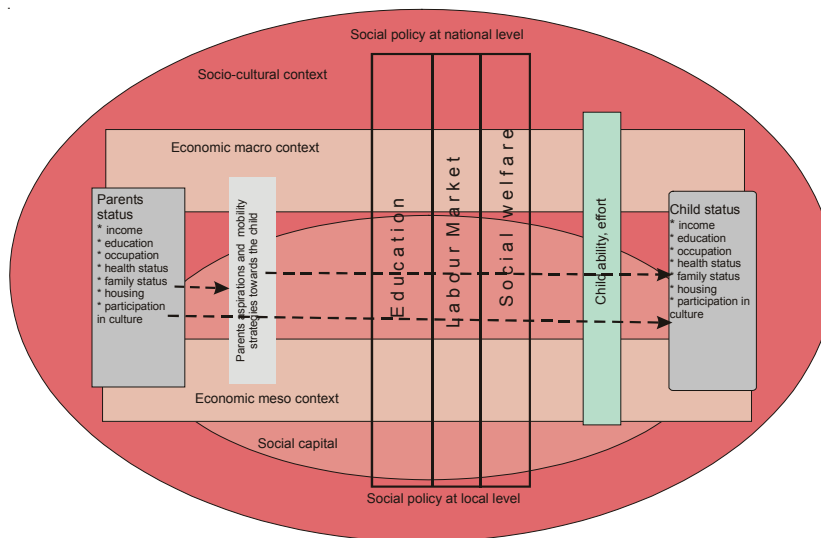 Social policy at national level
Socio-cultural context
Economic macro context
Parents
status
* income
* education
* occupation
* health status
* family status
* housing
* participation
in culture
Parents aspirations and mobility
strategies towards the child
Education
Labour Market
Social welfare
Child ability, effort
Child status
* income
* education
* occupation
* health status
* family status
* housing
* participation in
culture
Economic meso context
Social capital
Social policy at local level